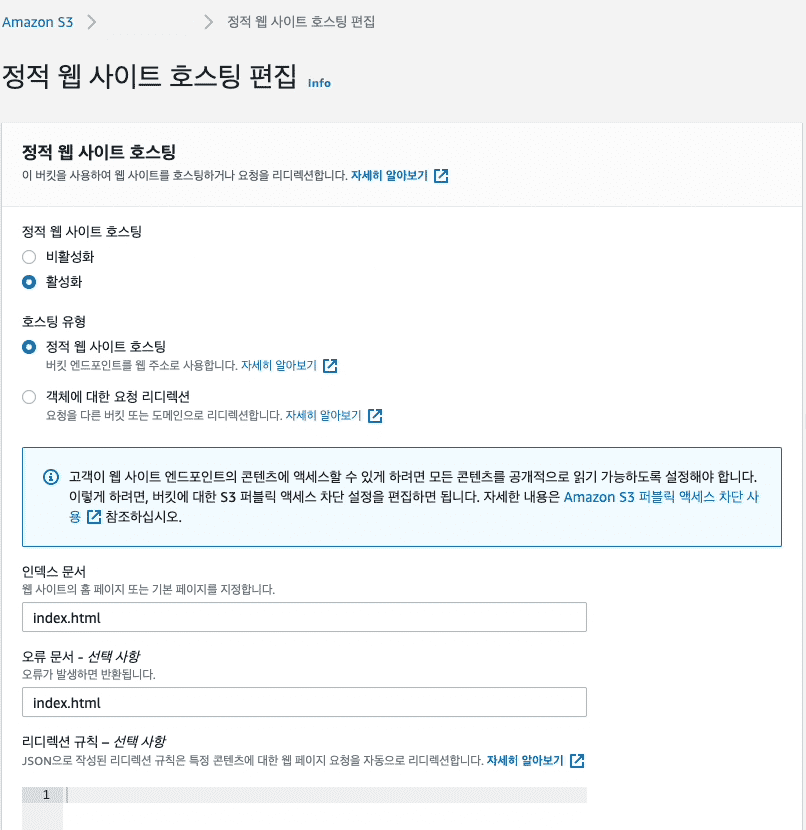 Amazon S3
정적 웹 사이트 호스팅 편집
정적 웹 사이트 호스팅 편집 Info
정적 웹 사이트 호스팅
이 버킷을 사용하여 웹 사이트를 호스팅하거나 요청을 리디렉션합니다. 자세히 알아보기
정적 웹 사이트 호스팅
비활성화
활성화
호스팅 유형
정적 웹 사이트 호스팅
버킷 엔드포인트를 웹 주소로 사용합니다. 자세히 알아보기
객체에 대한 요청 리디렉션
요청을 다른 버킷 또는 도메인으로 리디렉션합니다. 자세히 알아보기
고객이 웹 사이트 엔드포인트의 콘텐츠에 액세스할 수 있게 하려면 모든 콘텐츠를 공개적으로 읽기 가능하도록 설정해야 합니다.
이렇게 하려면, 버킷에 대한 S3 퍼블릭 액세스 차단 설정을 편집하면 됩니다. 자세한 내용은 Amazon S3 퍼블릭 액세스 차단 사
용 참조하십시오.
인덱스 문서
웹 사이트의 홈 페이지 또는 기본 페이지를 지정합니다.
index.html
오류 문서 - 선택 사항
오류가 발생하면 반환됩니다.
index.html
리디렉션 규칙 – 선택 사항
JSON으로 작성된 리디렉션 규칙은 특정 콘텐츠에 대한 웹 페이지 요청을 자동으로 리디렉션합니다. 자세히 알아보기
1